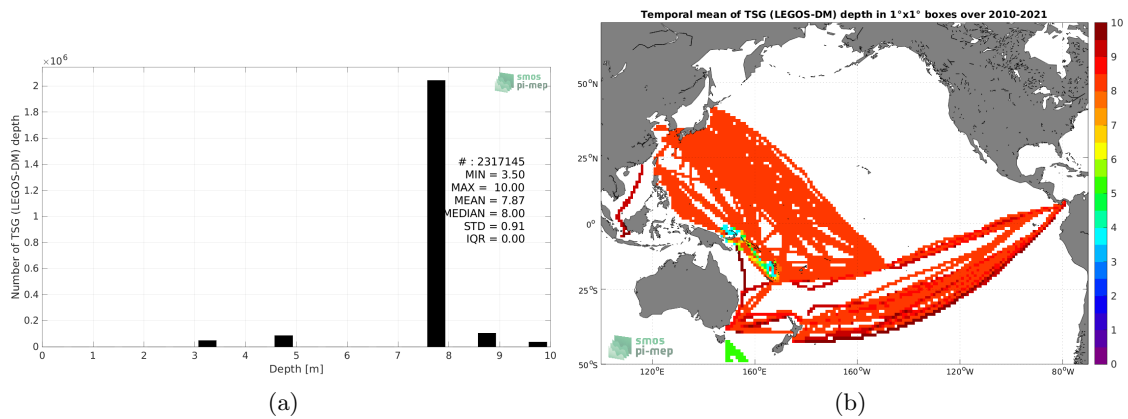 ×10⁶
2
1.8
1.6
1.4
1.2
1
0.8
0.6
0.4
0.2
0
Number of TSG (LEGOS-DM) depth
smos
pi-mep
# : 2317145
MIN = 3.50
MAX = 10.00
MEAN = 7.87
MEDIAN = 8.00
STD = 0.91
IQR = 0.00
0 1 2 3 4 5 6 7 8 9 10
Depth [m]
(a)
Temporal mean of TSG (LEGOS-DM) depth in 1°x1° boxes over 2010-2021
50°N
25°N
0°
25°S
50°S
120°E 160°E 160°W 120°W 80°W
smos
pi-mep
10
9
8
7
6
5
4
3
2
1
0
(b)